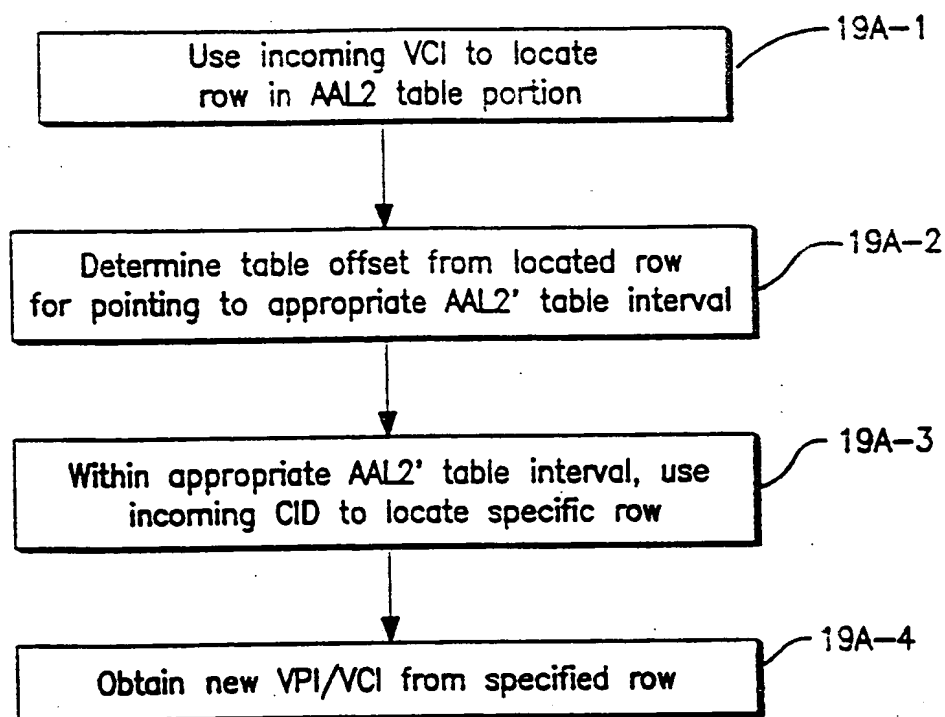 19A-1
Use incoming VCI to locate
row in AAL2 table portion
19A-2
Determine table offset from located row
for pointing to appropriate AAL2' table interval
19A-3
Within appropriate AAL2' table interval, use
incoming CID to locate specific row
19A-4
Obtain new VPI/VCI from specified row